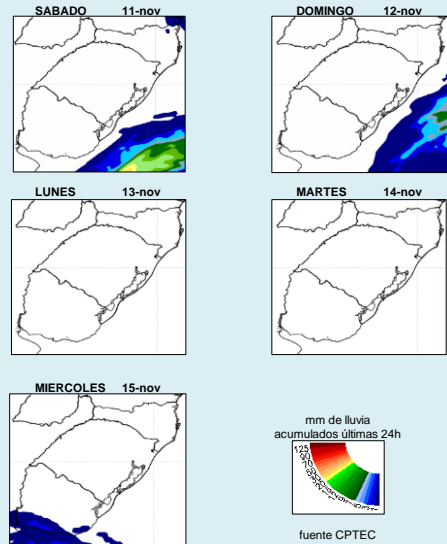 SABADO 11-nov
DOMINGO 12-nov
LUNES 13-nov
MARTES 14-nov
MIERCOLES 15-nov
mm de lluvia
acumulados últimas 24h
fuente CPTEC